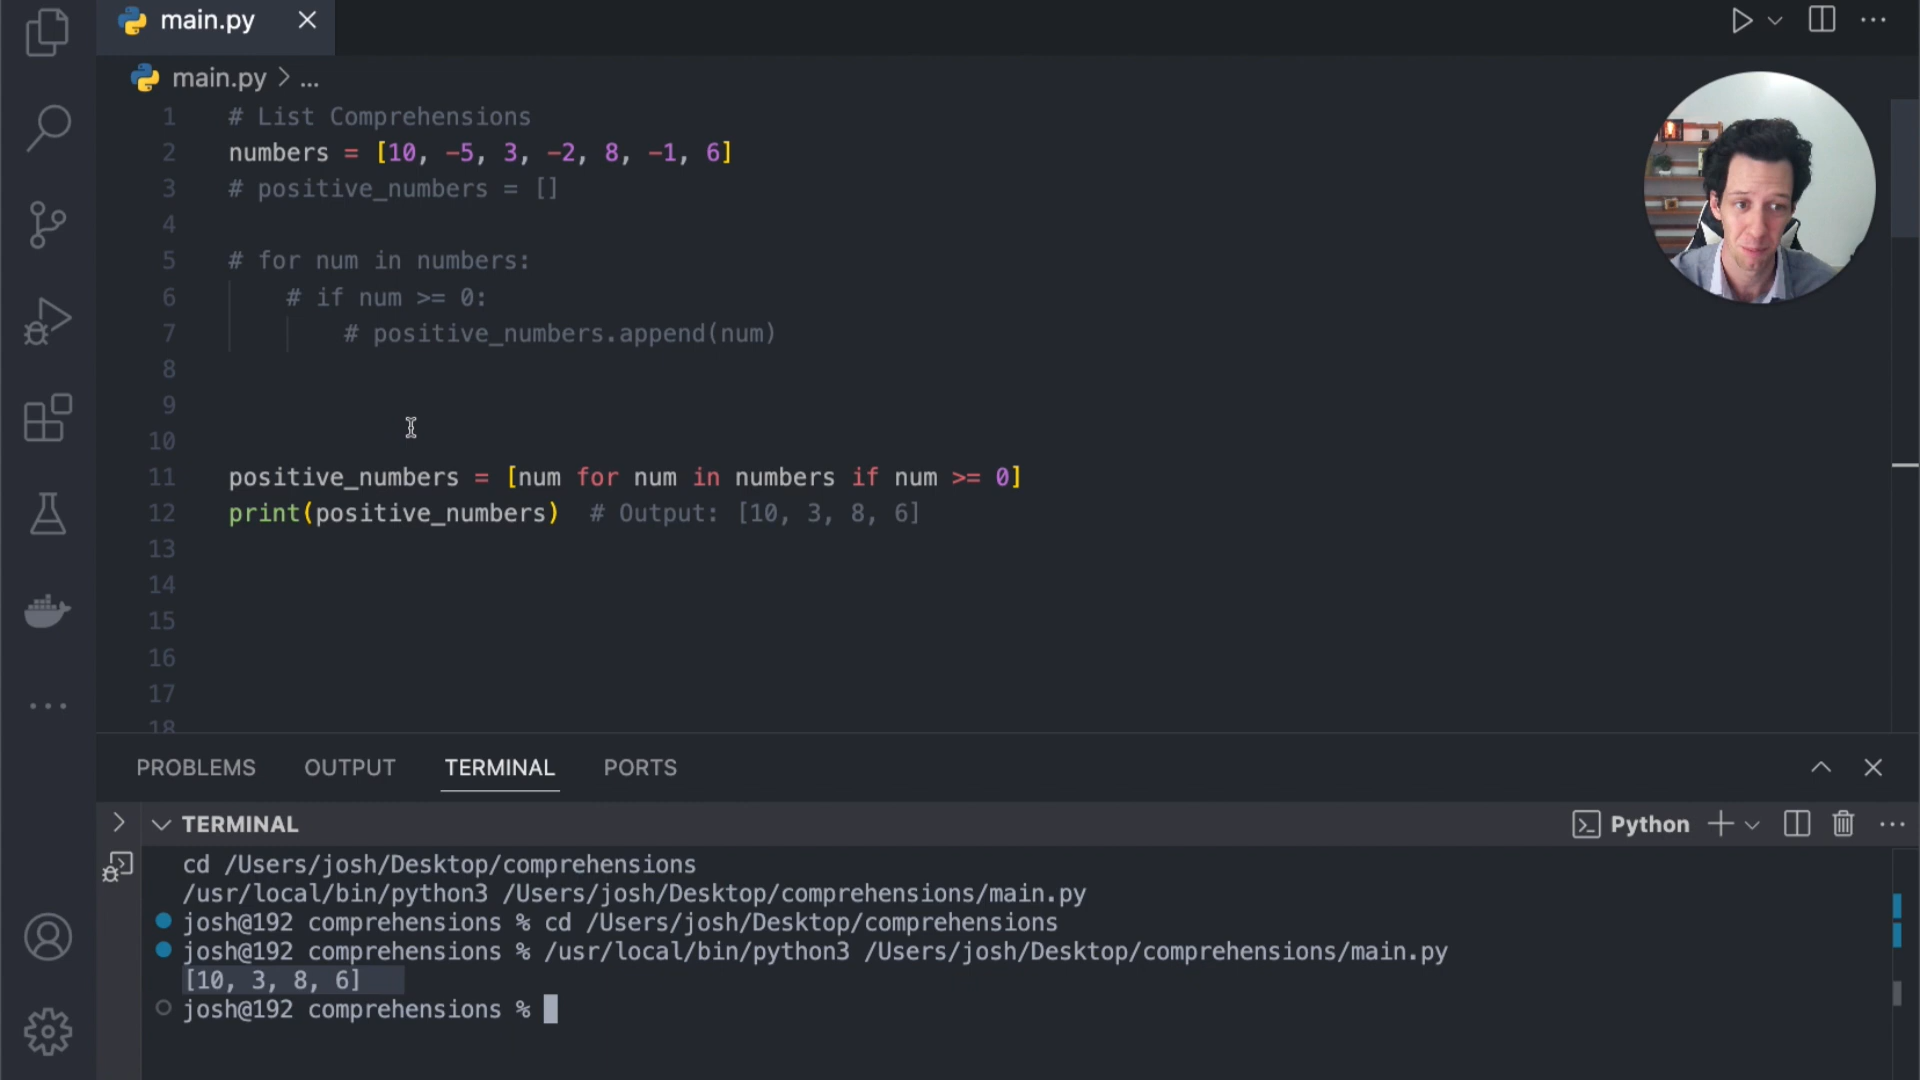 main.py
main.py > ...
1 # List Comprehensions
2 numbers = [10, -5, 3, -2, 8, -1, 6]
3 # positive_numbers = []
4
5 # for num in numbers:
6 # if num >= 0:
7 # positive_numbers.append(num)
8
9
10
11 positive_numbers = [num for num in numbers if num >= 0]
12 print(positive_numbers) # Output: [10, 3, 8, 6]
13
14
15
16
17
18
PROBLEMS OUTPUT TERMINAL PORTS
TERMINAL Python
cd /Users/josh/Desktop/comprehensions
/usr/local/bin/python3 /Users/josh/Desktop/comprehensions/main.py
josh@192 comprehensions % cd /Users/josh/Desktop/comprehensions
josh@192 comprehensions % /usr/local/bin/python3 /Users/josh/Desktop/comprehensions/main.py
[10, 3, 8, 6]
josh@192 comprehensions %